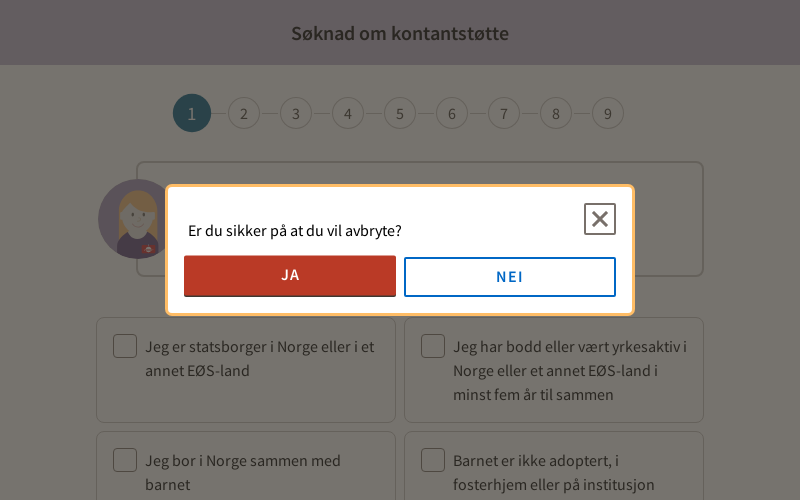 Søknad om kontantstøtte
1 2 3 4 5 6 7 8 9
Er du sikker på at du vil avbryte?
JA
NEI
Jeg er statsborger i Norge eller i et
annet EØS-land
Jeg har bodd eller vært yrkesaktiv i
Norge eller et annet EØS-land i
minst fem år til sammen
Jeg bor i Norge sammen med
barnet
Barnet er ikke adoptert, i
fosterhjem eller på institusjon